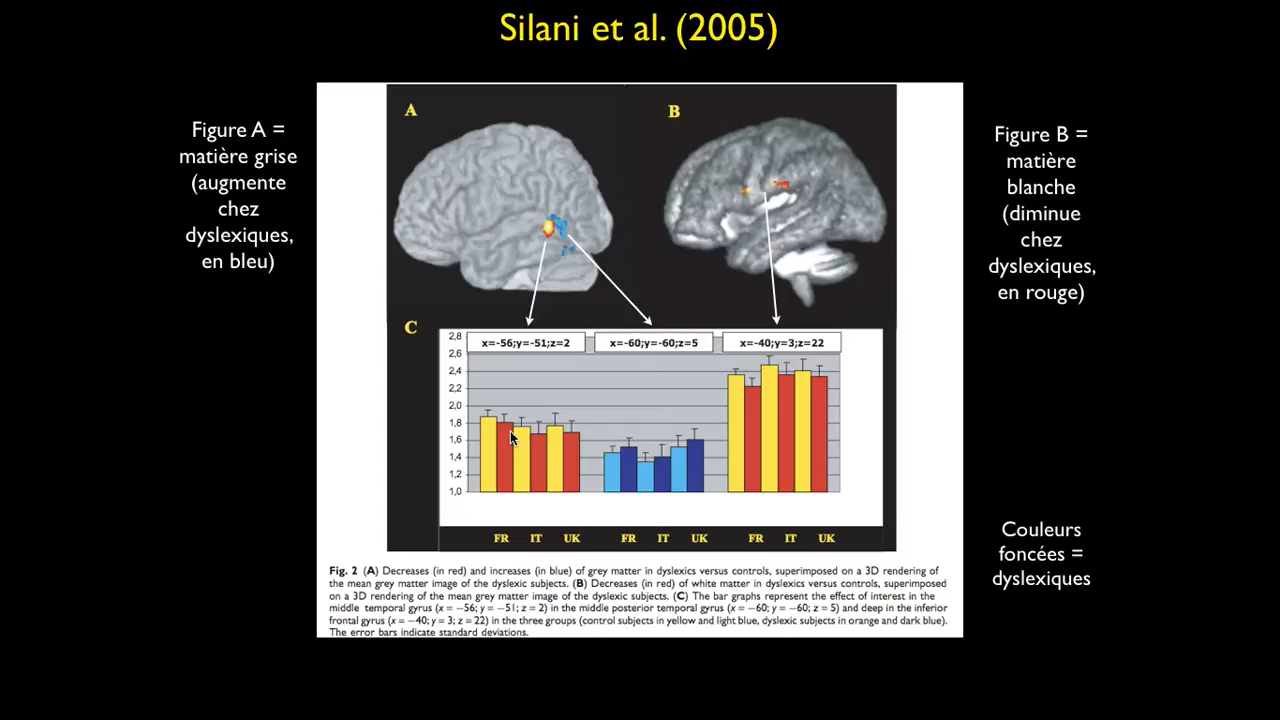 Silani et al. (2005)
Figure A =
matière grise
(augmente
chez
dyslexiques,
en bleu)
A
B
Figure B =
matière
blanche
(diminue
chez
dyslexiques,
en rouge)
C
x=-56;y=-51;z=2
x=-60;y=-60;z=5
x=-40;y=3;z=22
2,8
2,6
2,4
2,2
2,0
1,8
1,6
1,4
1,2
1,0
FR IT UK FR IT UK FR IT UK
Couleurs
foncées =
dyslexiques
Fig. 2 (A) Decreases (in red) and increases (in blue) of grey matter in dyslexics versus controls, superimposed on a 3D rendering of
the mean grey matter image of the dyslexic subjects. (B) Decreases (in red) of white matter in dyslexics versus controls, superimposed
on a 3D rendering of the mean grey matter image of the dyslexic subjects. (C) The bar graphs represent the effect of interest in the
middle temporal gyrus (x = −56; y = −51; z = 2) in the middle posterior temporal gyrus (x = −60; y = −60; z = 5) and deep in the inferior
frontal gyrus (x = −40; y = 3; z = 22) in the three groups (control subjects in yellow and light blue, dyslexic subjects in orange and dark blue).
The error bars indicate standard deviations.